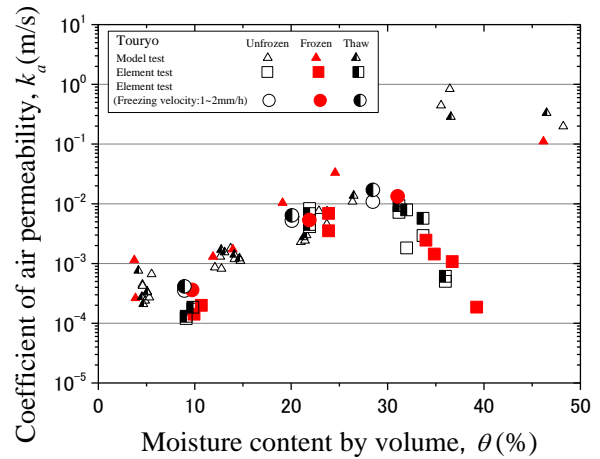 10¹
10⁰
10⁻¹
10⁻²
10⁻³
10⁻⁴
10⁻⁵
Coefficient of air permeability, kₐ (m/s)
Touryo Unfrozen Frozen Thaw
Model test
Element test
Element test
(Freezing velocity:1~2mm/h)
0 10 20 30 40 50
Moisture content by volume, θ (%)